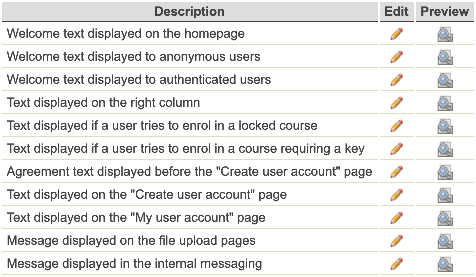 Description Edit Preview
Welcome text displayed on the homepage
Welcome text displayed to anonymous users
Welcome text displayed to authenticated users
Text displayed on the right column
Text displayed if a user tries to enrol in a locked course
Text displayed if a user tries to enrol in a course requiring a key
Agreement text displayed before the "Create user account" page
Text displayed on the "Create user account" page
Text displayed on the "My user account" page
Message displayed on the file upload pages
Message displayed in the internal messaging